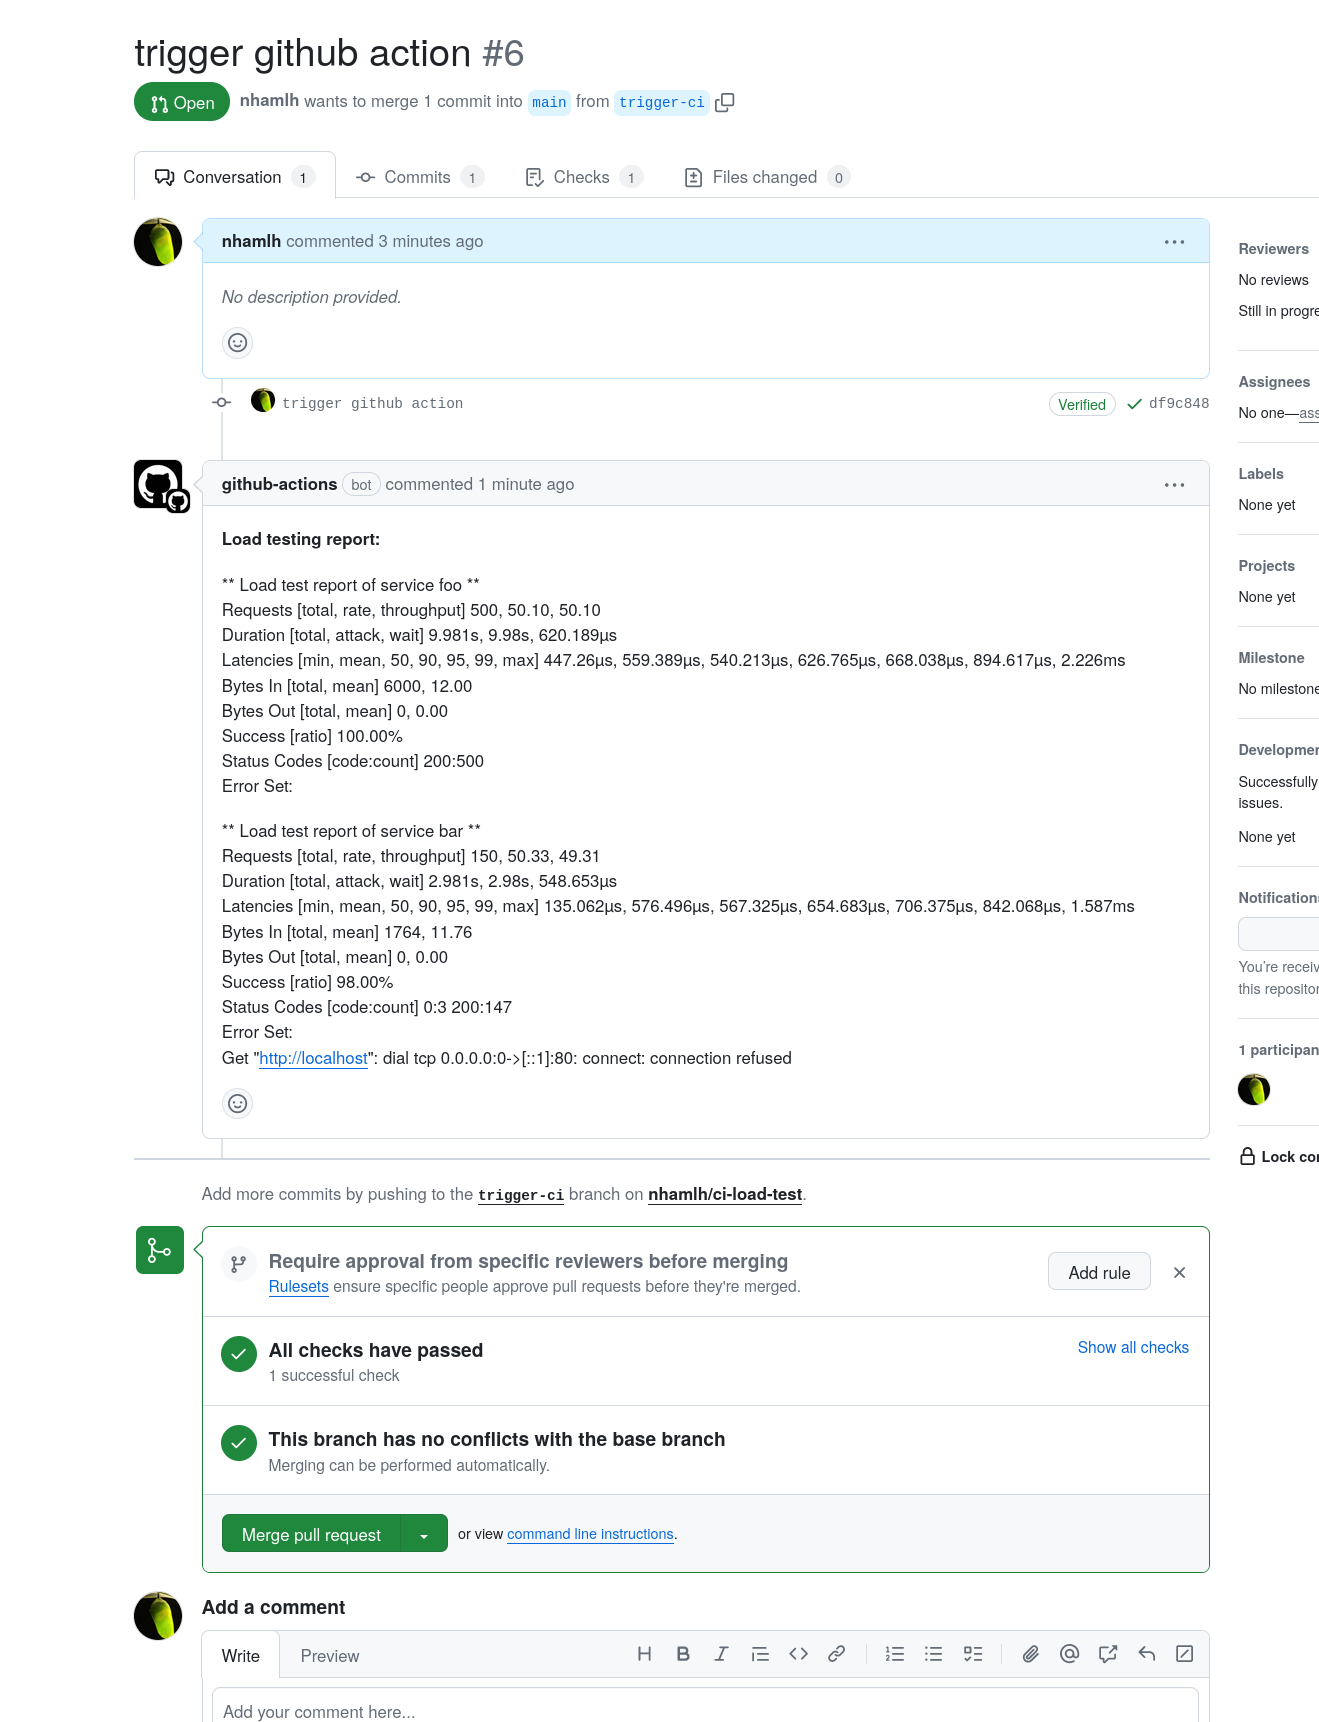 trigger github action #6
Open nhamlh wants to merge 1 commit into main from trigger-ci
Conversation 1 Commits 1 Checks 1 Files changed 0
nhamlh commented 3 minutes ago
No description provided.
trigger github action Verified df9c848
github-actions bot commented 1 minute ago
Load testing report:
** Load test report of service foo **
Requests [total, rate, throughput] 500, 50.10, 50.10
Duration [total, attack, wait] 9.981s, 9.98s, 620.189µs
Latencies [min, mean, 50, 90, 95, 99, max] 447.26µs, 559.389µs, 540.213µs, 626.765µs, 668.038µs, 894.617µs, 2.226ms
Bytes In [total, mean] 6000, 12.00
Bytes Out [total, mean] 0, 0.00
Success [ratio] 100.00%
Status Codes [code:count] 200:500
Error Set:
** Load test report of service bar **
Requests [total, rate, throughput] 150, 50.33, 49.31
Duration [total, attack, wait] 2.981s, 2.98s, 548.653µs
Latencies [min, mean, 50, 90, 95, 99, max] 135.062µs, 576.496µs, 567.325µs, 654.683µs, 706.375µs, 842.068µs, 1.587ms
Bytes In [total, mean] 1764, 11.76
Bytes Out [total, mean] 0, 0.00
Success [ratio] 98.00%
Status Codes [code:count] 0:3 200:147
Error Set:
Get "http://localhost": dial tcp 0.0.0.0:0->[::1]:80: connect: connection refused
Add more commits by pushing to the trigger-ci branch on nhamlh/ci-load-test.
Require approval from specific reviewers before merging
Rulesets ensure specific people approve pull requests before they're merged.
Add rule
All checks have passed
1 successful check
Show all checks
This branch has no conflicts with the base branch
Merging can be performed automatically.
Merge pull request or view command line instructions.
Add a comment
Write Preview
Add your comment here...
Reviewers
No reviews
Still in progre
Assignees
No one—ass
Labels
None yet
Projects
None yet
Milestone
No milestone
Developmen
Successfully
issues.
None yet
Notifications
You're receiv
this repositor
1 participan
Lock con